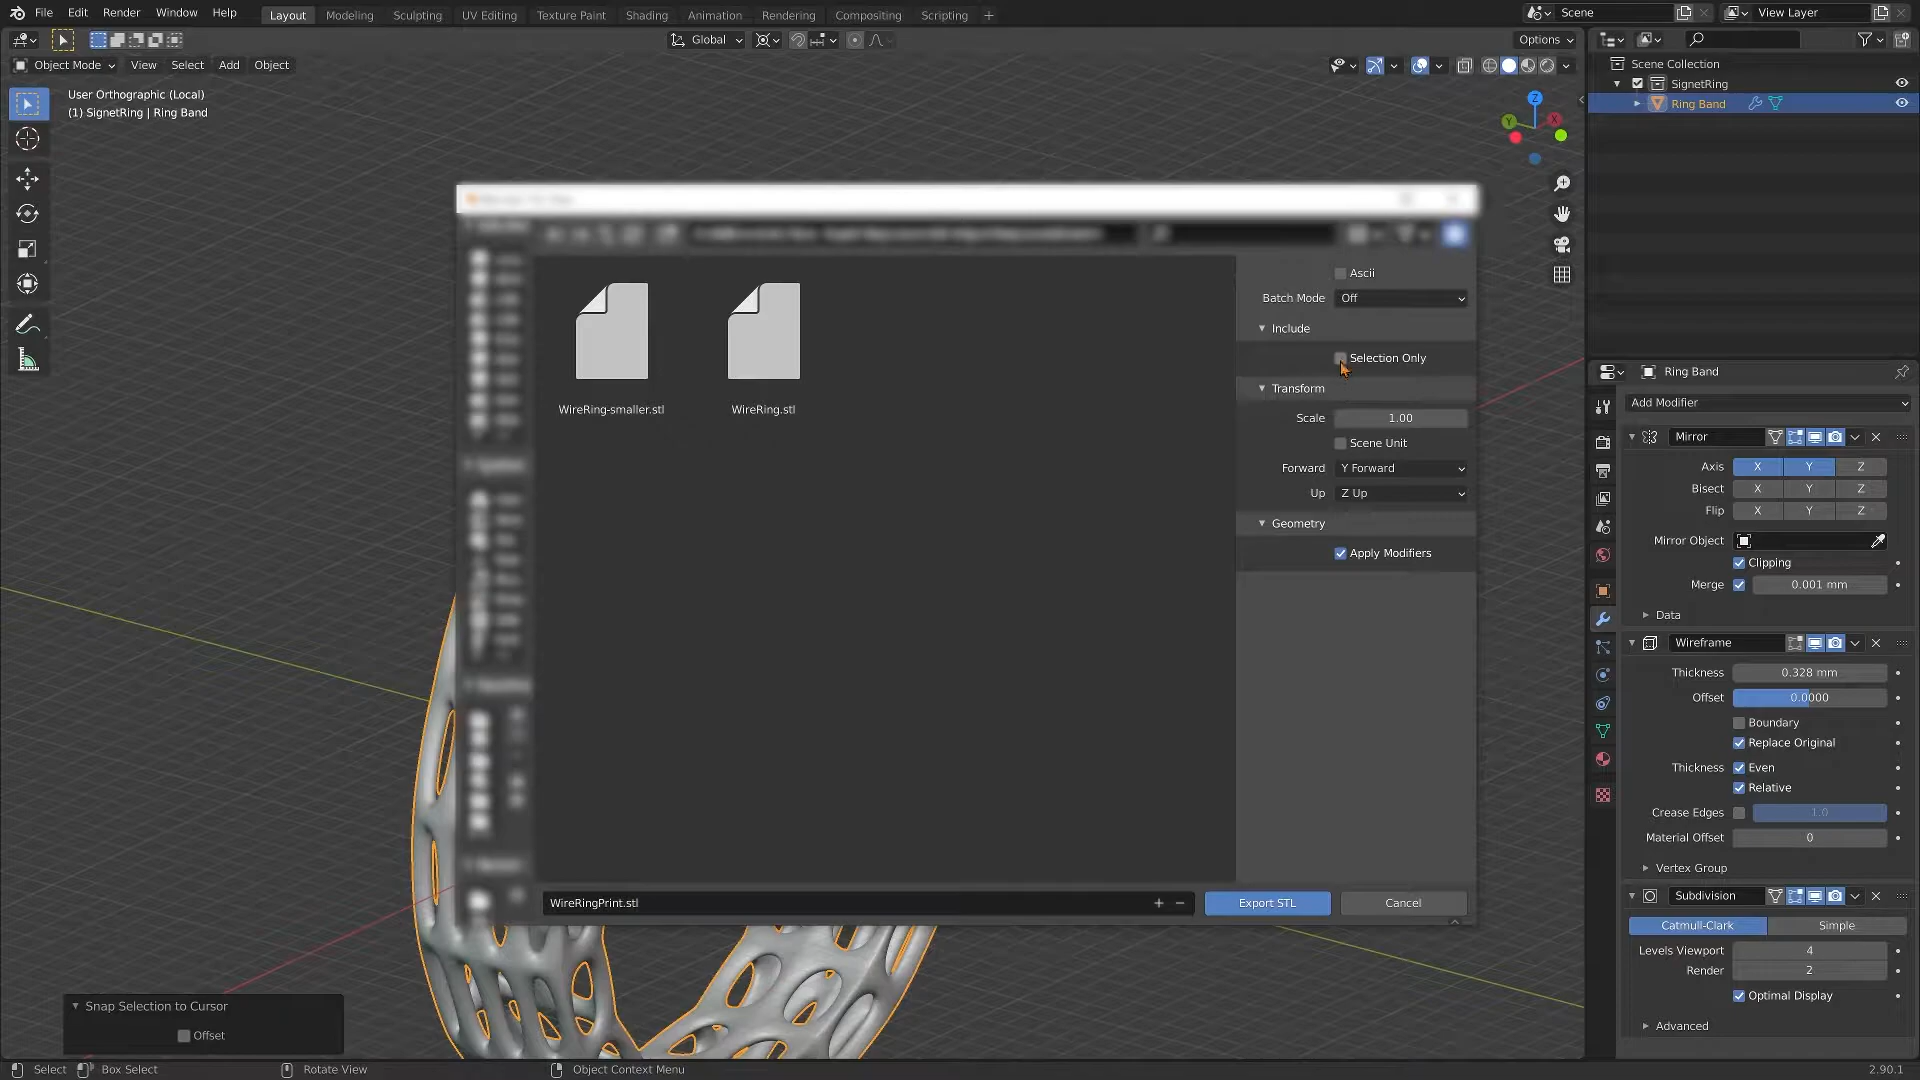 File Edit Render Window Help Layout Modeling Sculpting UV Editing Texture Paint Shading Animation Rendering Compositing Scripting + Scene View Layer
Global Options
Object Mode View Select Add Object
User Orthographic (Local)
(1) SignetRing | Ring Band
Z
Y
X
Scene Collection
SignetRing
Ring Band
WireRing-smaller.stl
WireRing.stl
Ascii
Batch Mode Off
Include
Selection Only
Transform
Scale 1.00
Scene Unit
Forward Y Forward
Up Z Up
Geometry
Apply Modifiers
WireRingPrint.stl + −
Export STL
Cancel
Ring Band
Add Modifier
Mirror
Axis X Y Z
Bisect X Y Z
Flip X Y Z
Mirror Object
Clipping
Merge 0.001 mm
Data
Wireframe
Thickness 0.328 mm
Offset 0.0000
Boundary
Replace Original
Thickness Even
Relative
Crease Edges 1.0
Material Offset 0
Vertex Group
Subdivision
Catmull-Clark Simple
Levels Viewport 4
Render 2
Optimal Display
Advanced
Snap Selection to Cursor
Offset
Select Box Select Rotate View Object Context Menu 2.90.1